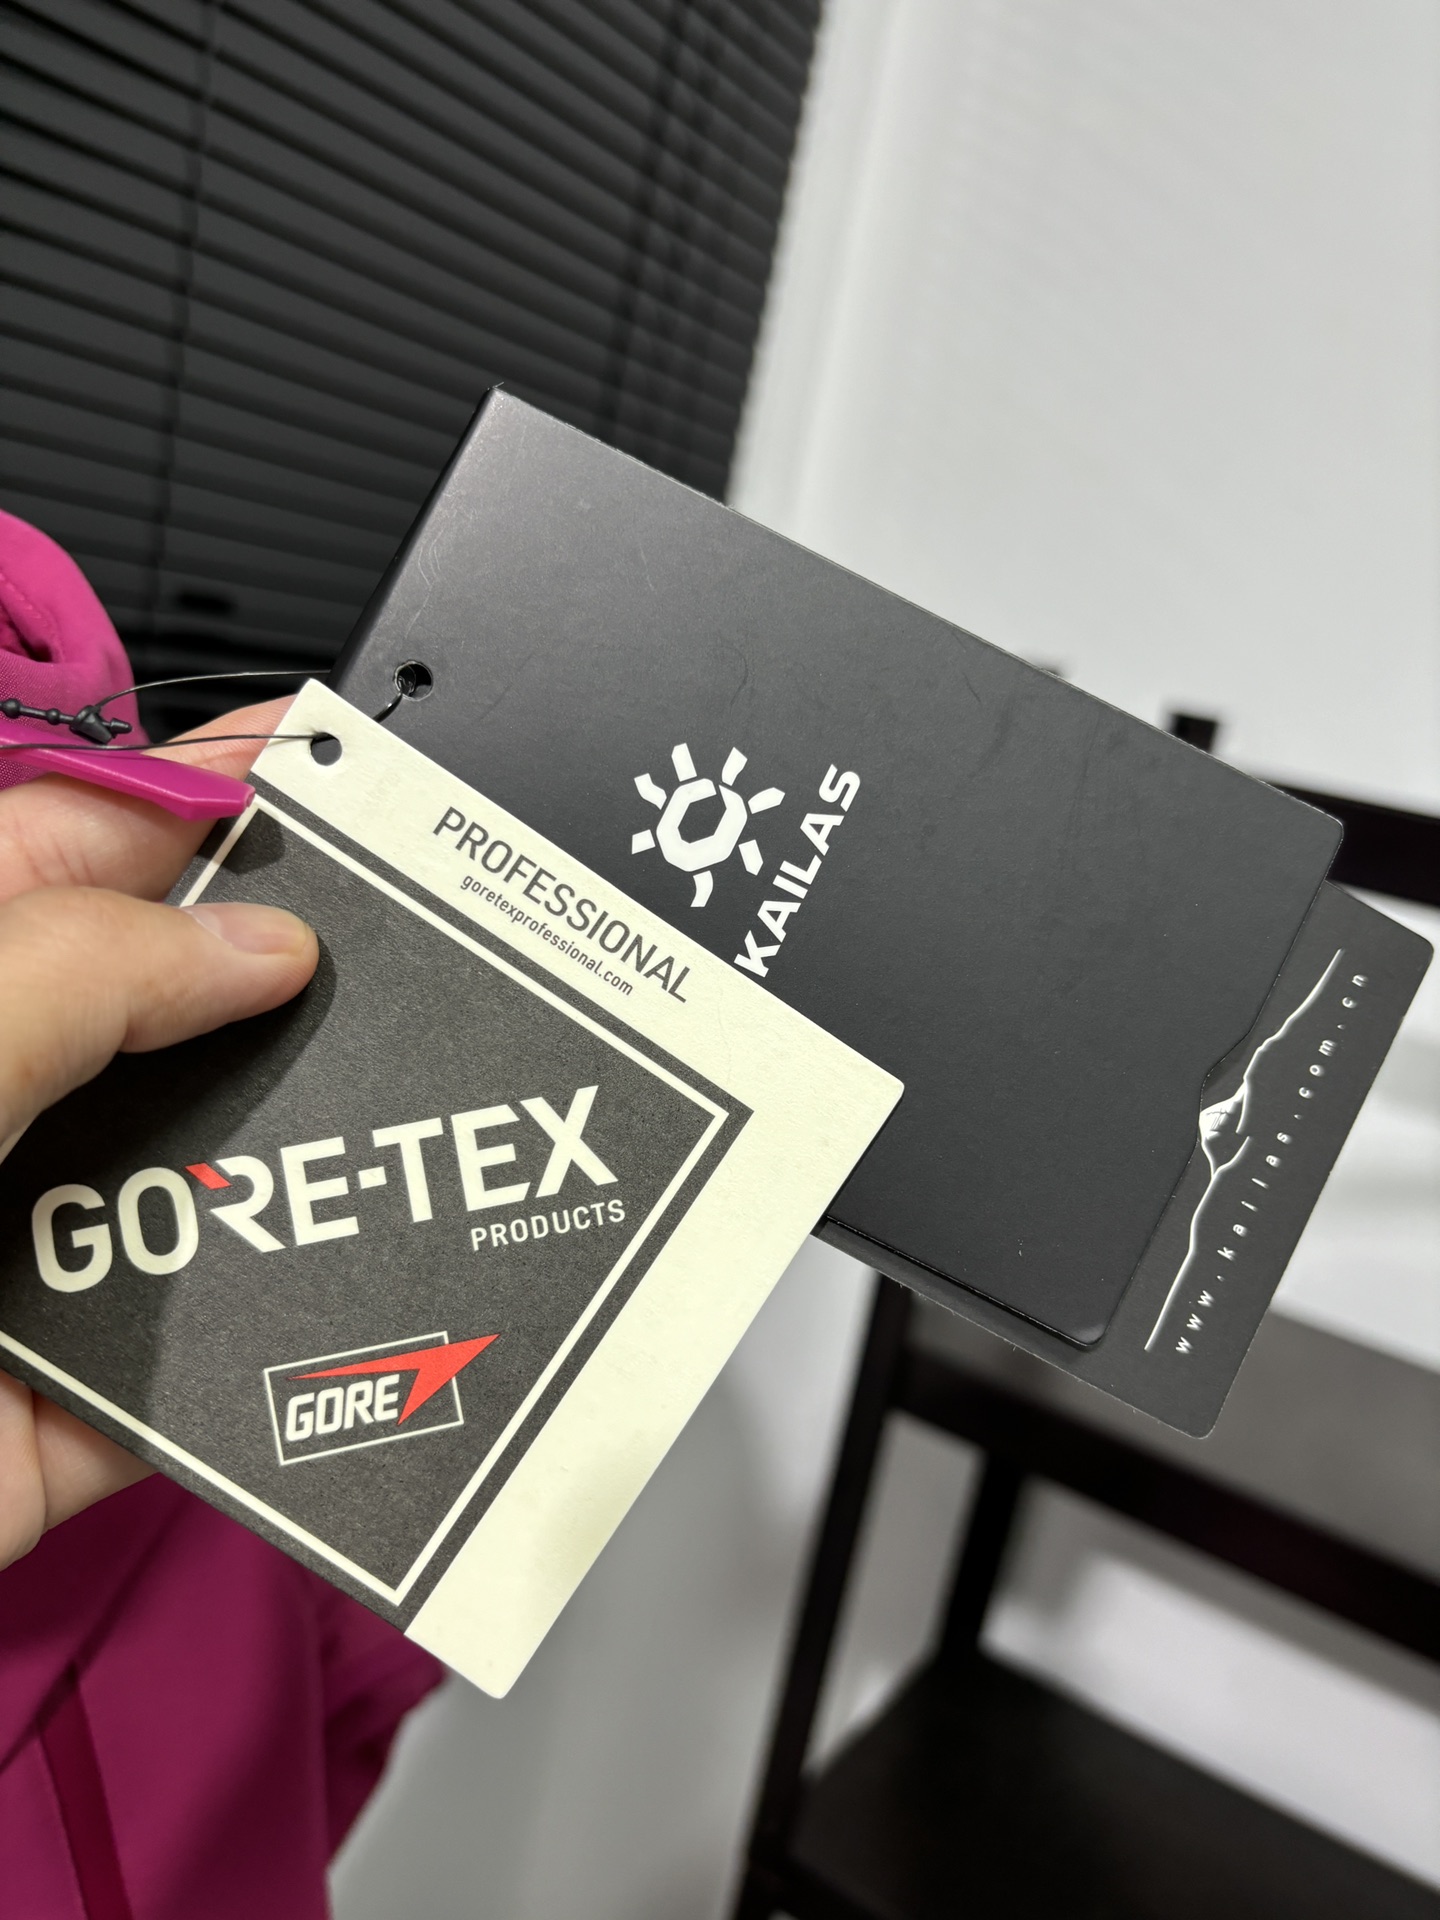 KAILAS
PROFESSIONAL
goretexprofessional.com
GORE-TEX
PRODUCTS
GORE
www.kailas.com.cn